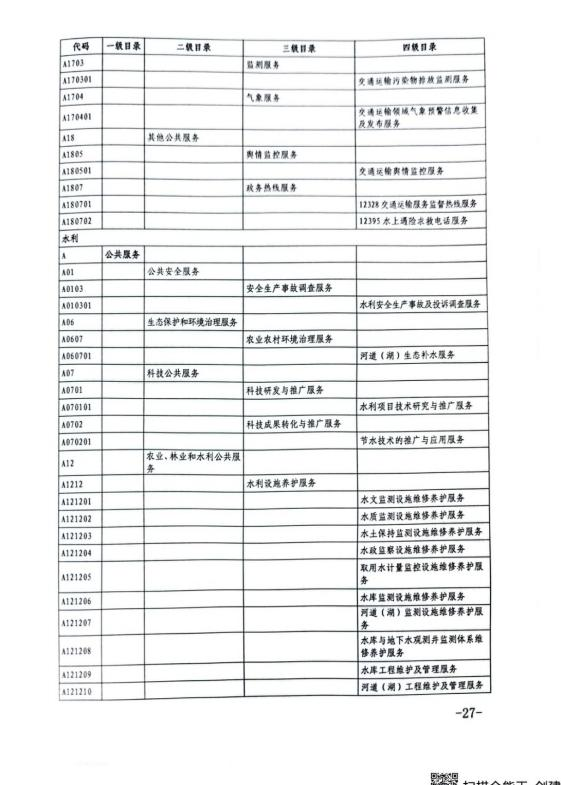 代码 一级目录 二级目录 三级目录 四级目录
A1703 监测服务
A170301 交通运输污染物排放监测服务
A1704 气象服务
A170401 交通运输领域气象预警信息收集
及发布服务
A18 其他公共服务
A1805 舆情监控服务
A180501 交通运输舆情监控服务
A1807 政务热线服务
A180701 12328 交通运输服务监督热线服务
A180702 12395 水上遇险求救电话服务
水利
A 公共服务
A01 公共安全服务
A0103 安全生产事故调查服务
A010301 水利安全生产事故及投诉调查服务
A06 生态保护和环境治理服务
A0607 农业农村环境治理服务
A060701 河道（湖）生态补水服务
A07 科技公共服务
A0701 科技研发与推广服务
A070101 水利项目技术研究与推广服务
A0702 科技成果转化与推广服务
A070201 节水技术的推广与应用服务
A12 农业、林业和水利公共服
务
A1212 水利设施养护服务
A121201 水文监测设施维修养护服务
A121202 水质监测设施维修养护服务
A121203 水土保持监测设施维修养护服务
A121204 水政监察设施维修养护服务
A121205 取用水计量监控设施维修养护服
务
A121206 水库监测设施维修养护服务
A121207 河道（湖）监测设施维修养护服
务
A121208 水库与地下水观测井监测体系维
修养护服务
A121209 水库工程维护及管理服务
A121210 河道（湖）工程维护及管理服务
-27-